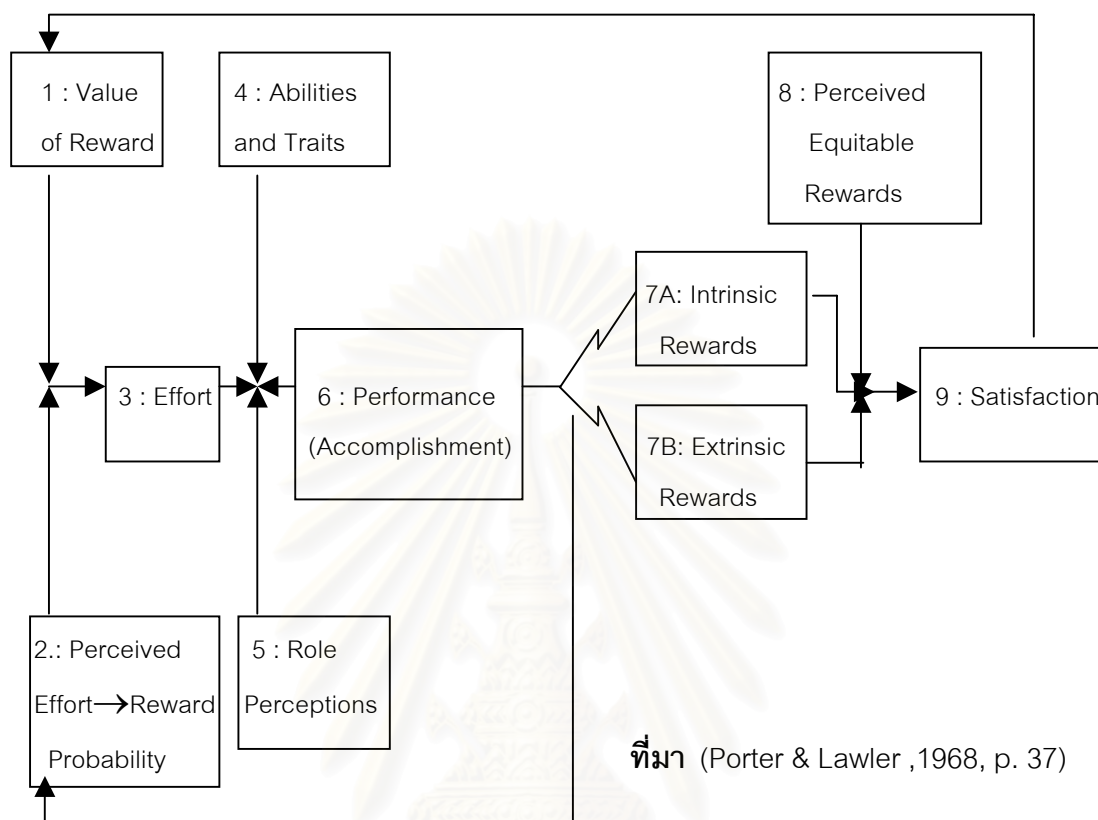 1 : Value
of Reward
4 : Abilities
and Traits
8 : Perceived
Equitable
Rewards
7A: Intrinsic
Rewards
3 : Effort
6 : Performance
(Accomplishment)
7B: Extrinsic
Rewards
9 : Satisfaction
2.: Perceived
Effort→Reward
Probability
5 : Role
Perceptions
ที่มา (Porter & Lawler ,1968, p. 37)